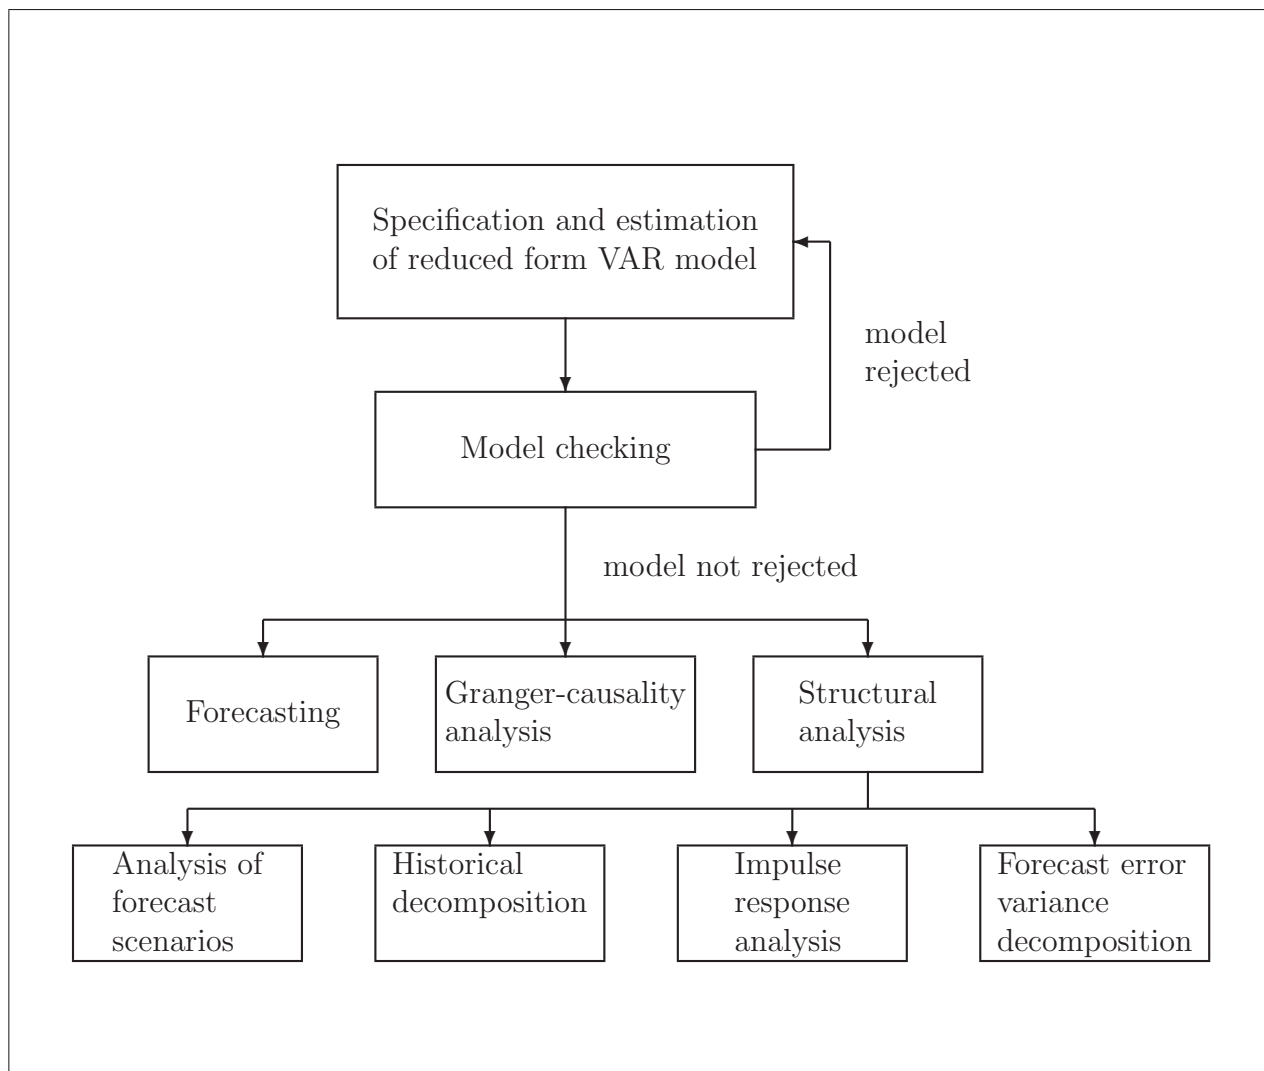 Specification and estimation
of reduced form VAR model
model
rejected
Model checking
model not rejected
Forecasting
Granger-causality
analysis
Structural
analysis
Analysis of
forecast
scenarios
Historical
decomposition
Impulse
response
analysis
Forecast error
variance
decomposition